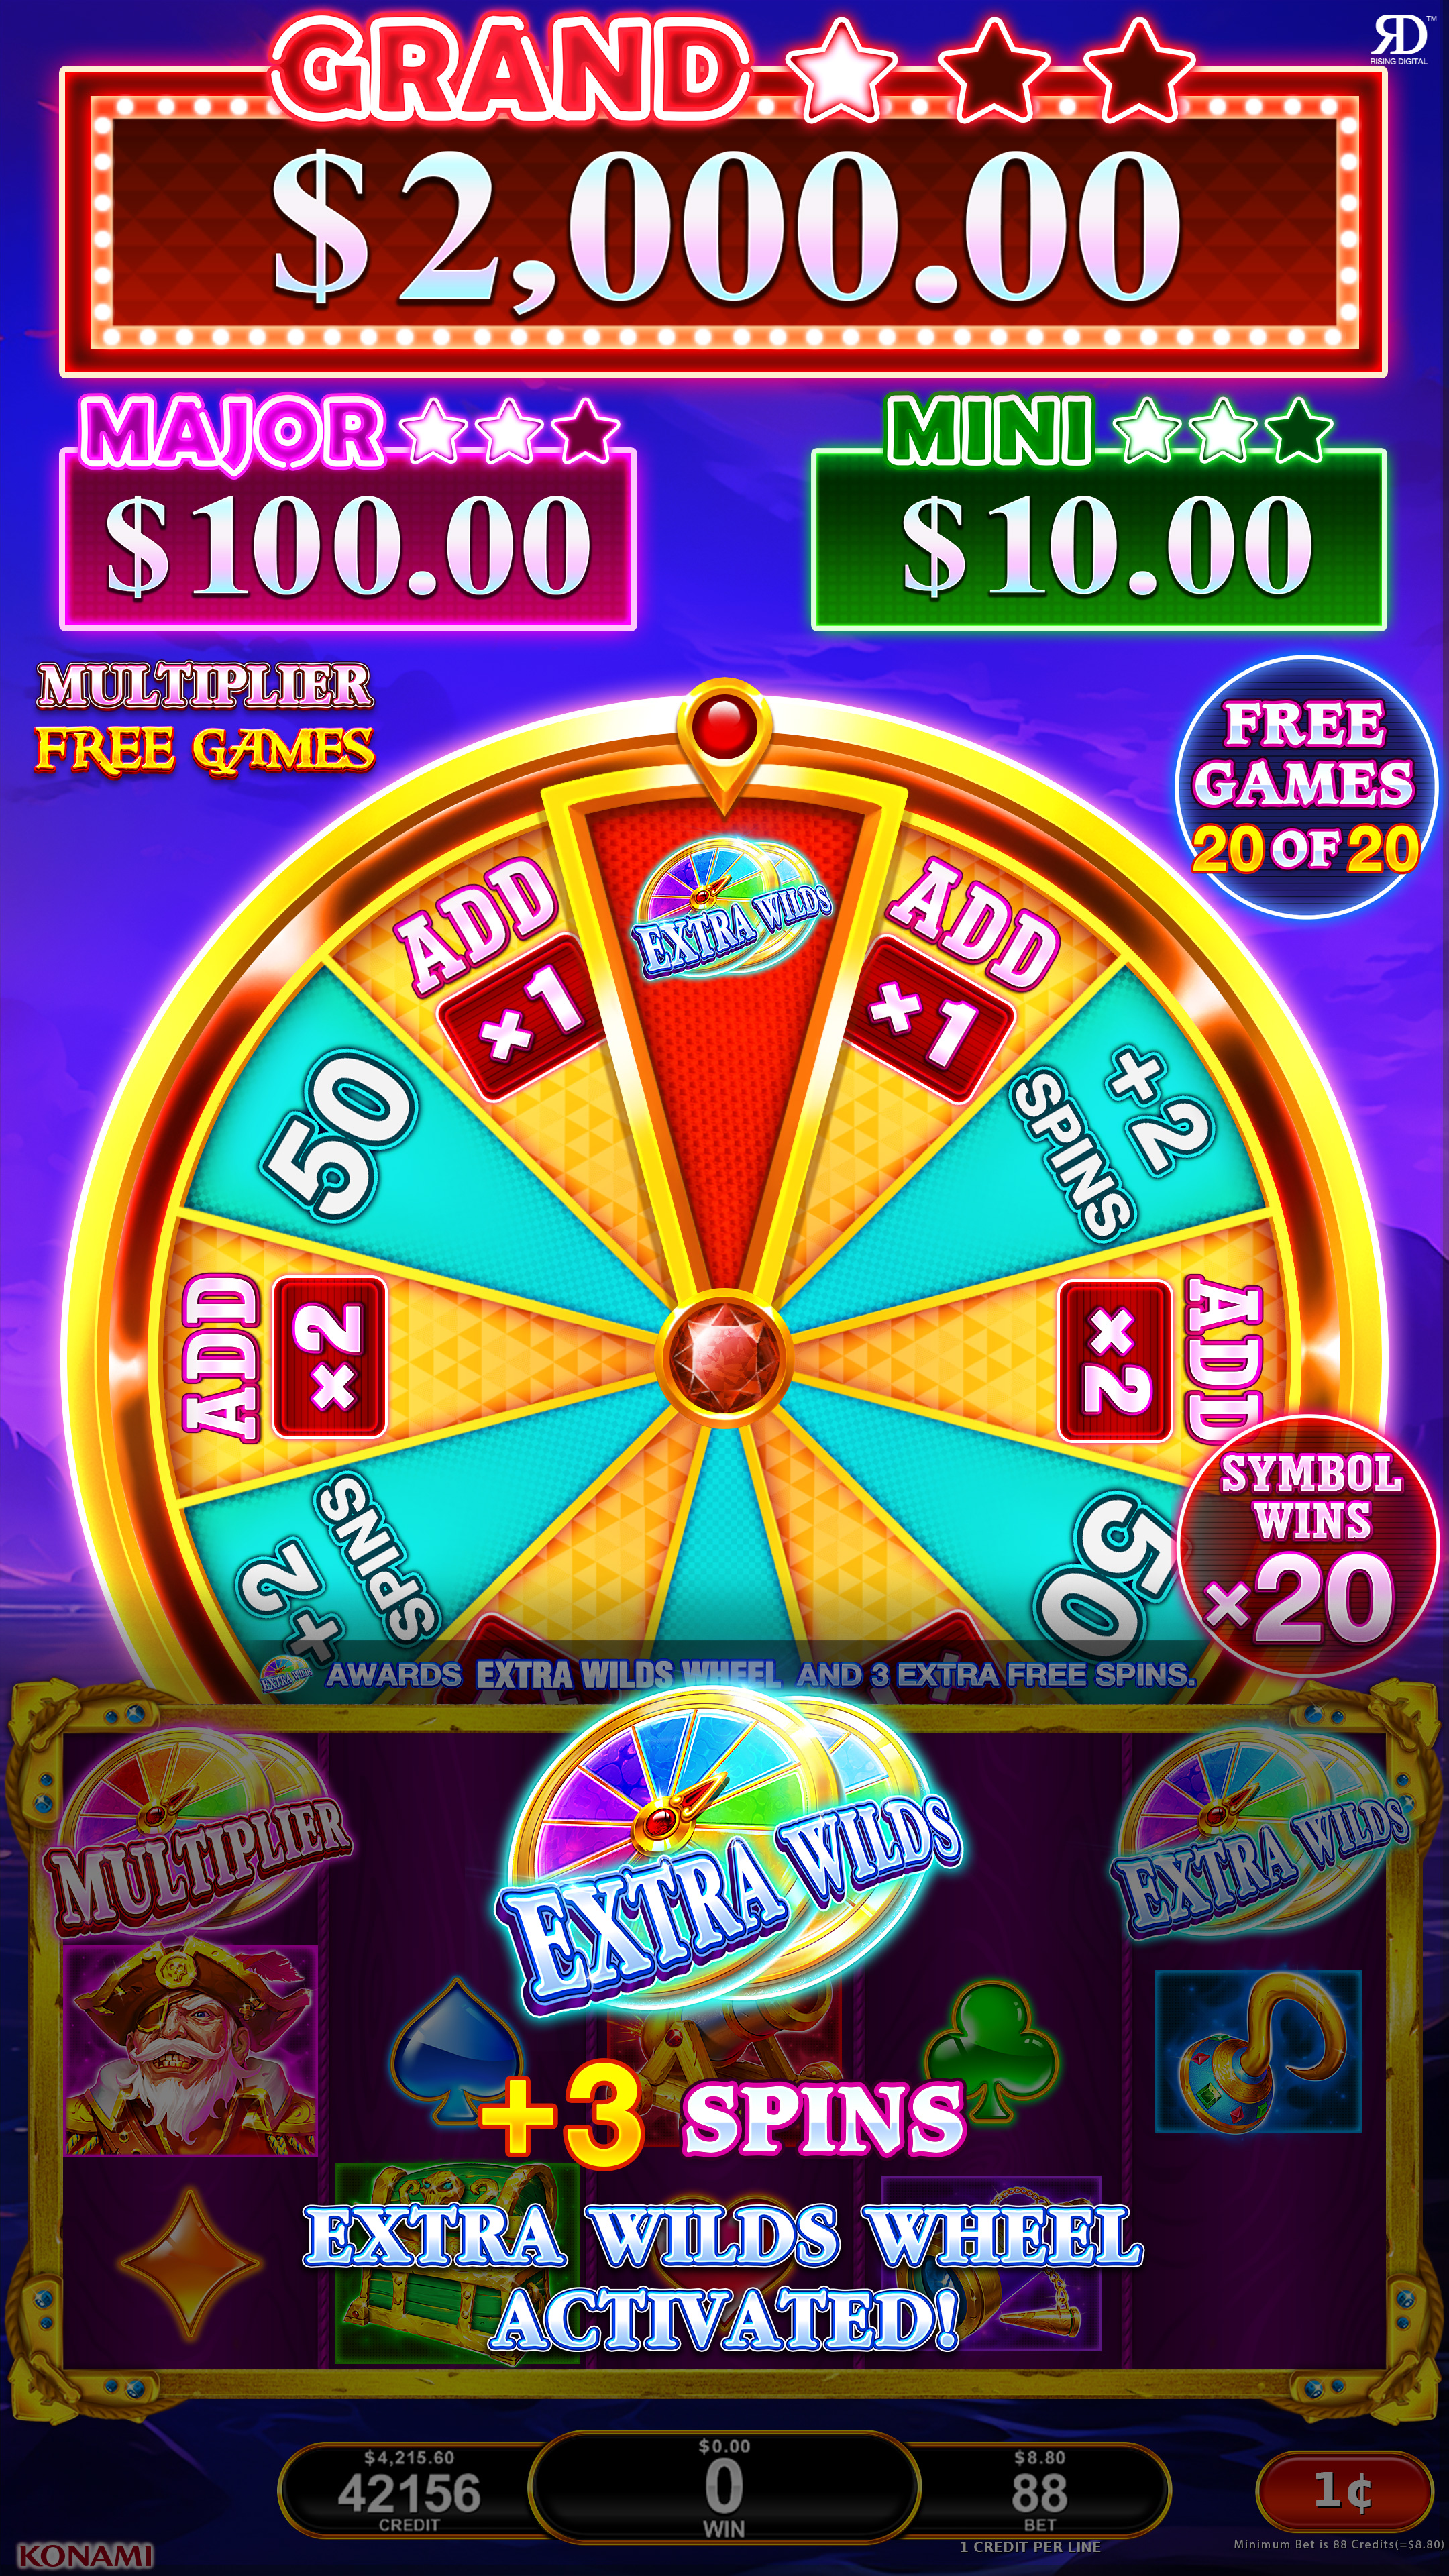 GRAND
RD™
RISING DIGITAL
$2,000.00
MAJOR
$100.00
MINI
$10.00
MULTIPLIER
FREE GAMES
FREE
GAMES
20 OF 20
EXTRA WILDS
ADD
×1
ADD
×1
50
+2
SPINS
ADD
×2
ADD
×2
+2
SPINS
50
SYMBOL
WINS
×20
EXTRA WILDS AWARDS EXTRA WILDS WHEEL AND 3 EXTRA FREE SPINS.
MULTIPLIER
EXTRA WILDS
EXTRA WILDS
+3 SPINS
EXTRA WILDS WHEEL
ACTIVATED!
$4,215.60
42156
CREDIT
$0.00
0
WIN
$8.80
88
BET
1 CREDIT PER LINE
1¢
Minimum Bet is 88 Credits(=$8.80)
KONAMI